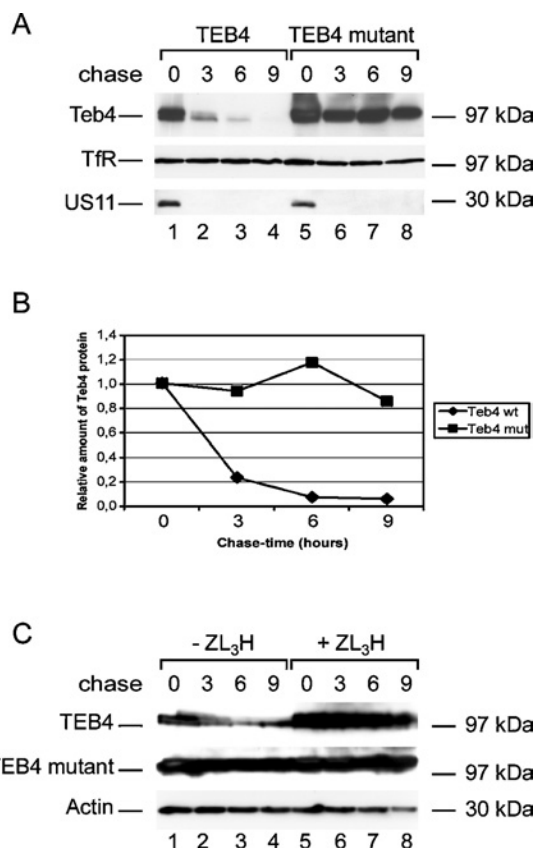 A
TEB4 TEB4 mutant
chase 0 3 6 9 0 3 6 9
Teb4 97 kDa
TfR 97 kDa
US11 30 kDa
1 2 3 4 5 6 7 8
B
1,4
1,2
1,0
0,8
0,6
0,4
0,2
0,0
Relative amount of Teb4 protein
Teb4 wt
Teb4 mut
0 3 6 9
Chase-time (hours)
C
- ZL₃H + ZL₃H
chase 0 3 6 9 0 3 6 9
TEB4 97 kDa
TEB4 mutant 97 kDa
Actin 30 kDa
1 2 3 4 5 6 7 8